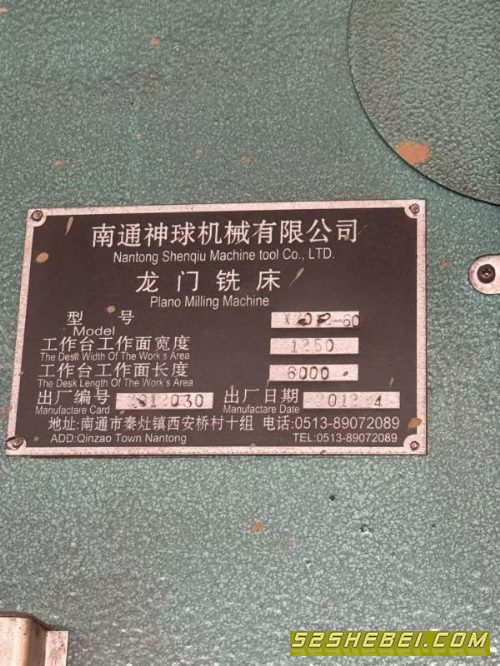 南通神球机械有限公司
Nantong Shenqiu Machine tool Co., LTD.
龙门铣床
Plano Milling Machine
型号
Model
工作台工作面宽度 1250
The Desk Width Of The Work's Area
工作台工作面长度 6000
The Desk Length Of The Work's Area
出厂编号 出厂日期
Manufactare Card Manufactare Date
地址:南通市秦灶镇西安桥村十组 电话:0513-89072089
ADD:Qinzao Town Nantong TEL:0513-89072089
52SHEBEI.COM